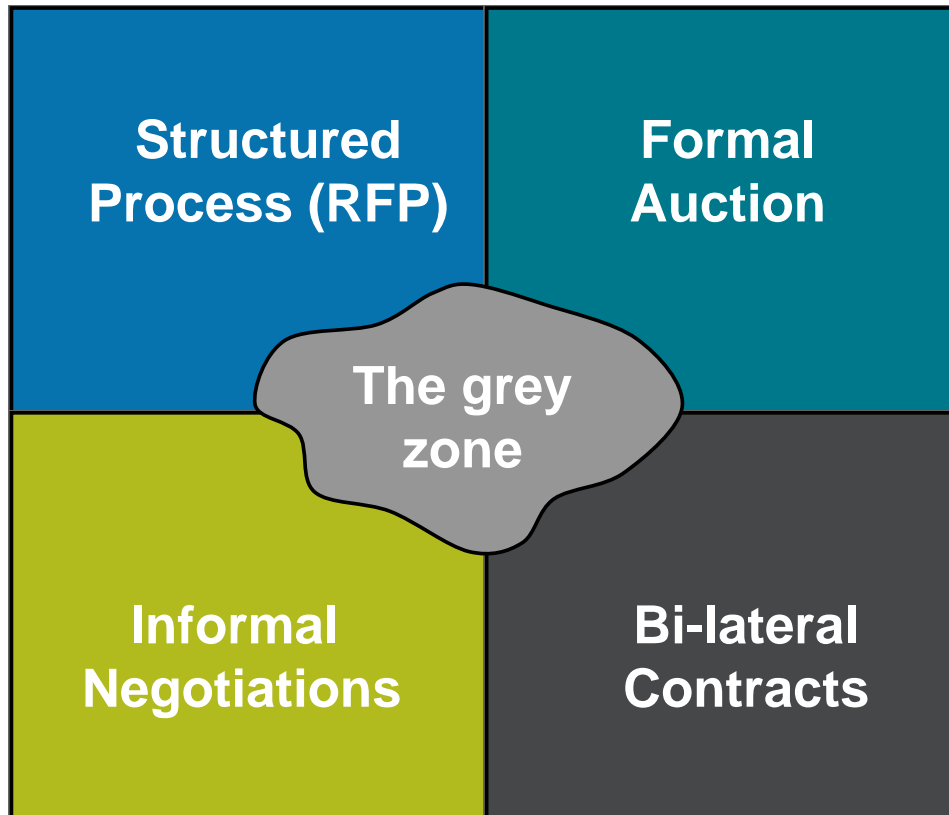 Structured
Process (RFP)
Formal
Auction
The grey
zone
Informal
Negotiations
Bi-lateral
Contracts